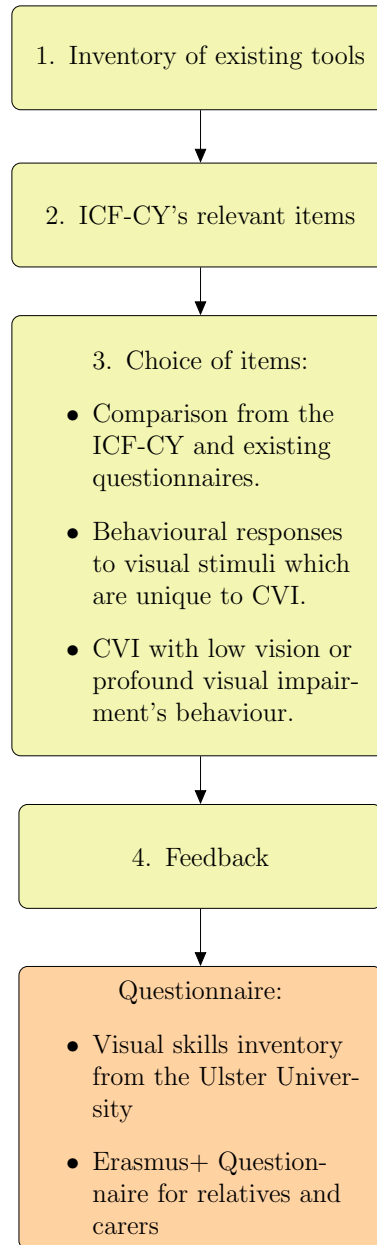 1. Inventory of existing tools
2. ICF-CY's relevant items
3. Choice of items:
• Comparison from the
ICF-CY and existing
questionnaires.
• Behavioural responses
to visual stimuli which
are unique to CVI.
• CVI with low vision or
profound visual impair-
ment's behaviour.
4. Feedback
Questionnaire:
• Visual skills inventory
from the Ulster Univer-
sity
• Erasmus+ Question-
naire for relatives and
carers